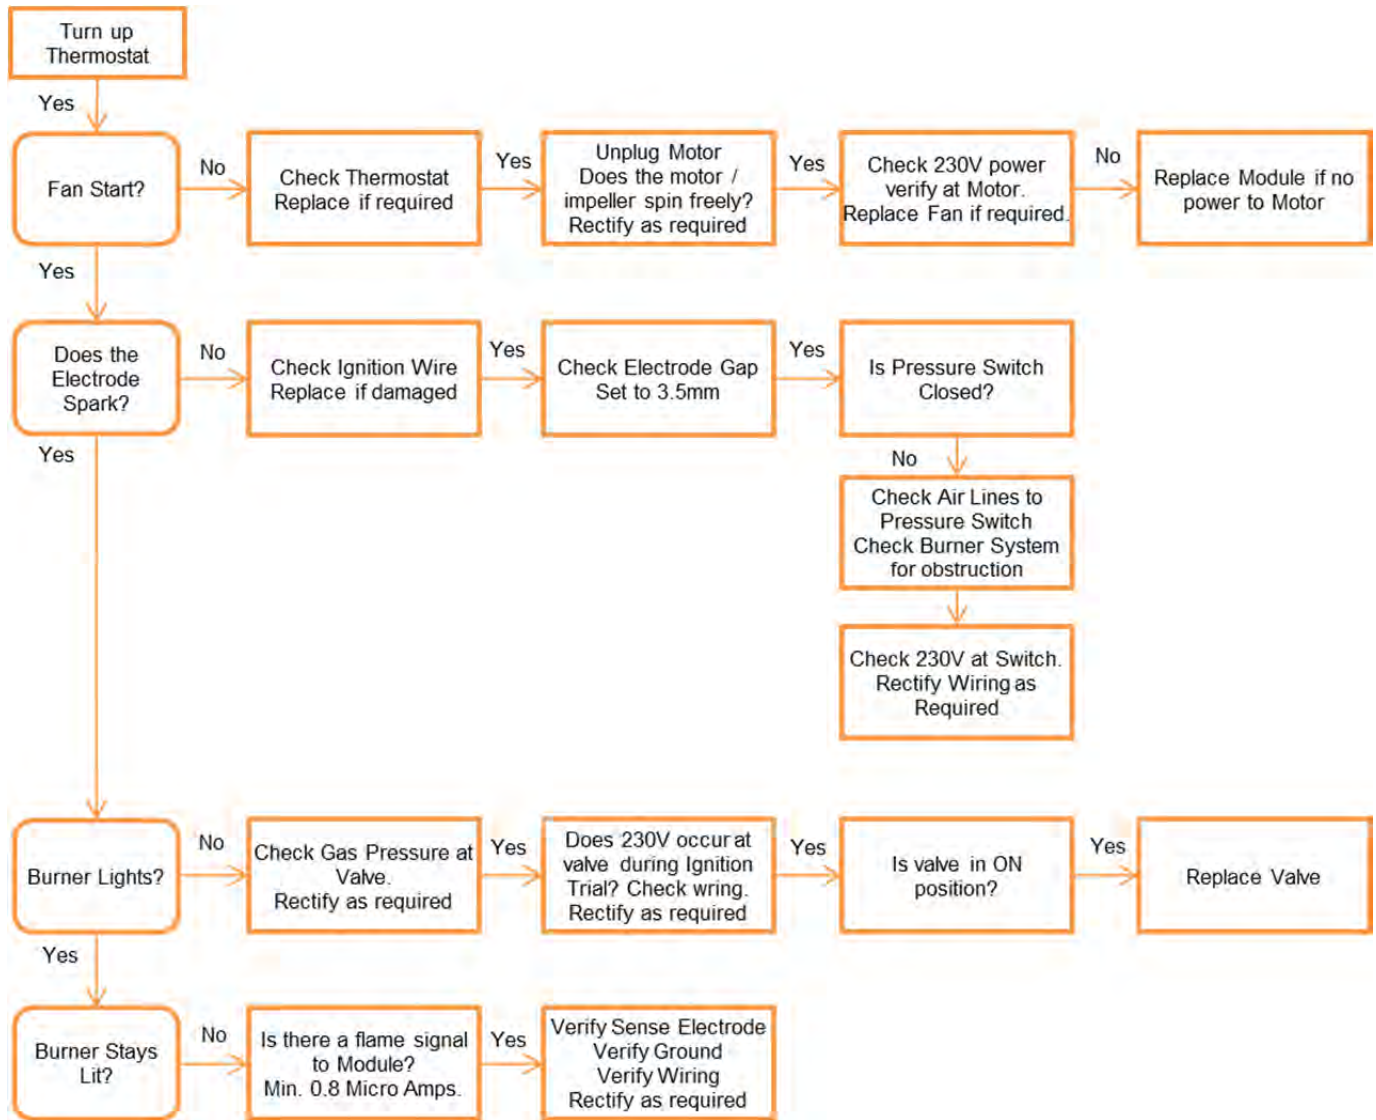 Turn up
Thermostat
Yes
Fan Start?
No
Check Thermostat
Replace if required
Yes
Unplug Motor
Does the motor /
impeller spin freely?
Rectify as required
Yes
Check 230V power
verify at Motor.
Replace Fan if required.
No
Replace Module if no
power to Motor
Yes
Does the
Electrode
Spark?
No
Check Ignition Wire
Replace if damaged
Yes
Check Electrode Gap
Set to 3.5mm
Yes
Is Pressure Switch
Closed?
No
Check Air Lines to
Pressure Switch
Check Burner System
for obstruction
Check 230V at Switch.
Rectify Wiring as
Required
Yes
Burner Lights?
No
Check Gas Pressure at
Valve.
Rectify as required
Yes
Does 230V occur at
valve during Ignition
Trial? Check wring.
Rectify as required
Yes
Is valve in ON
position?
Yes
Replace Valve
Yes
Burner Stays
Lit?
No
Is there a flame signal
to Module?
Min. 0.8 Micro Amps.
Yes
Verify Sense Electrode
Verify Ground
Verify Wiring
Rectify as required